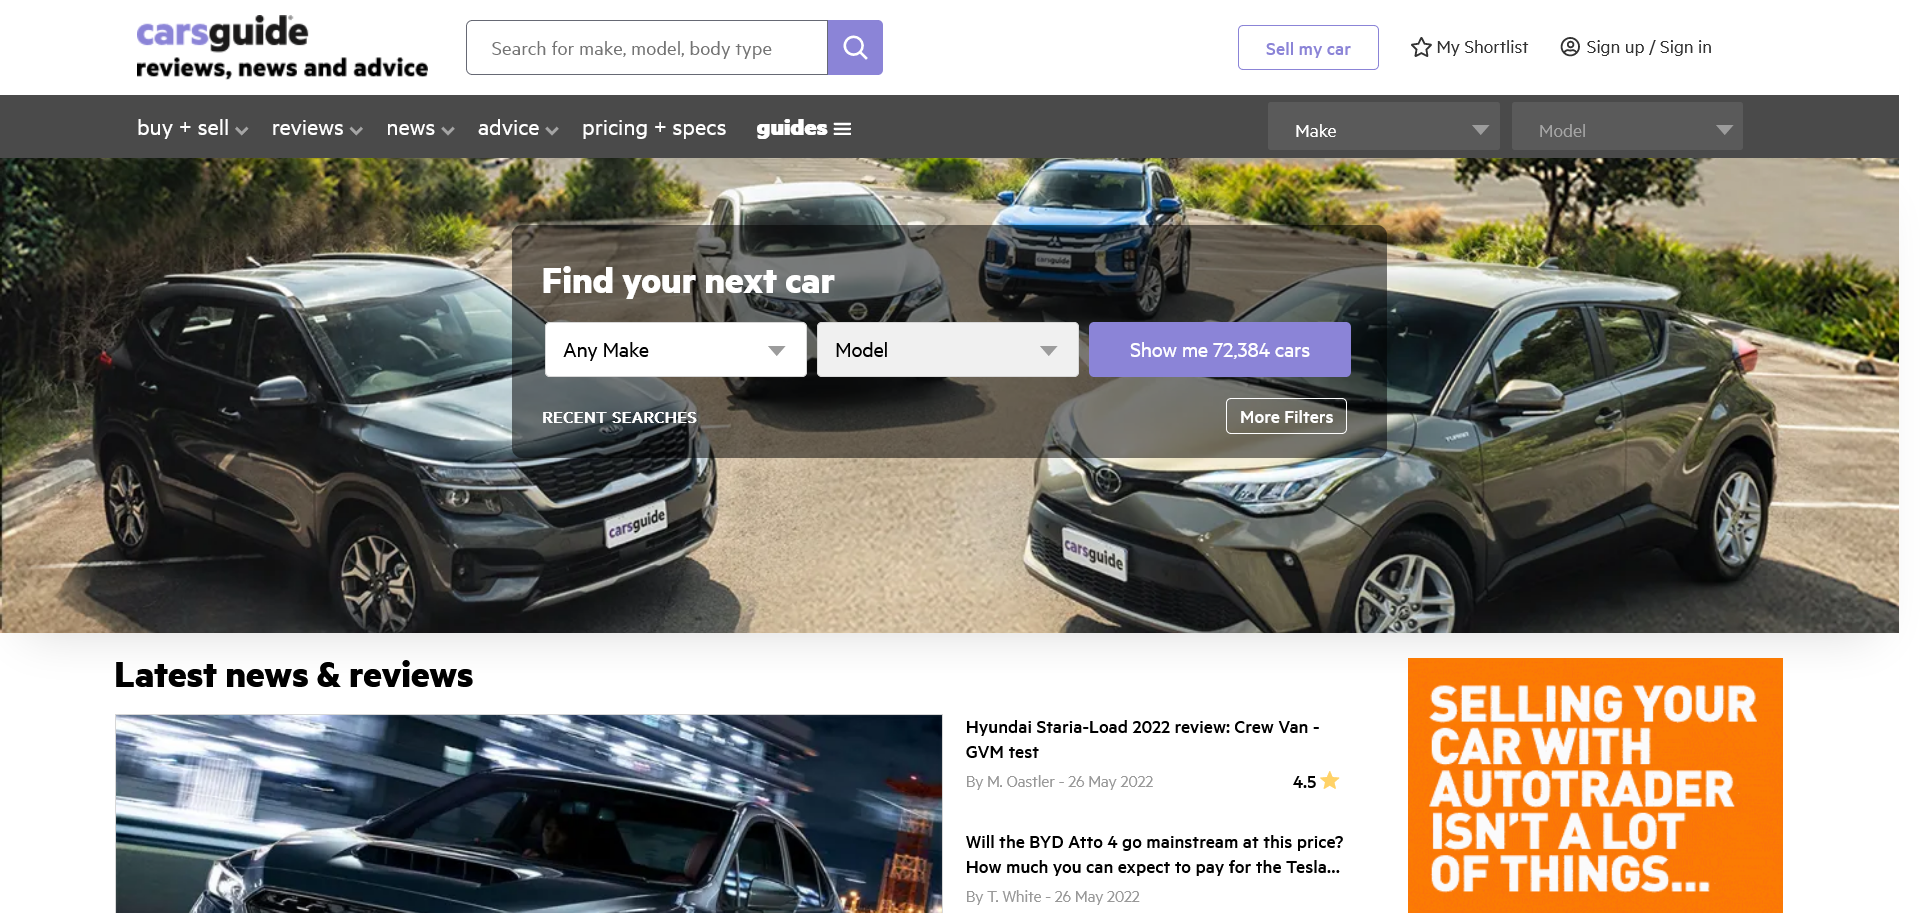 carsguide
reviews, news and advice
Search for make, model, body type
Sell my car
My Shortlist
Sign up / Sign in
buy + sell
reviews
news
advice
pricing + specs
guides
Make
Model
Find your next car
Any Make
Model
Show me 72,384 cars
RECENT SEARCHES
More Filters
carsguide
carsguide
carsguide
TURBO
Latest news & reviews
Hyundai Staria-Load 2022 review: Crew Van -
GVM test
By M. Oastler - 26 May 2022
4.5
Will the BYD Atto 4 go mainstream at this price?
How much you can expect to pay for the Tesla...
By T. White - 26 May 2022
SELLING YOUR
CAR WITH
AUTOTRADER
ISN'T A LOT
OF THINGS...